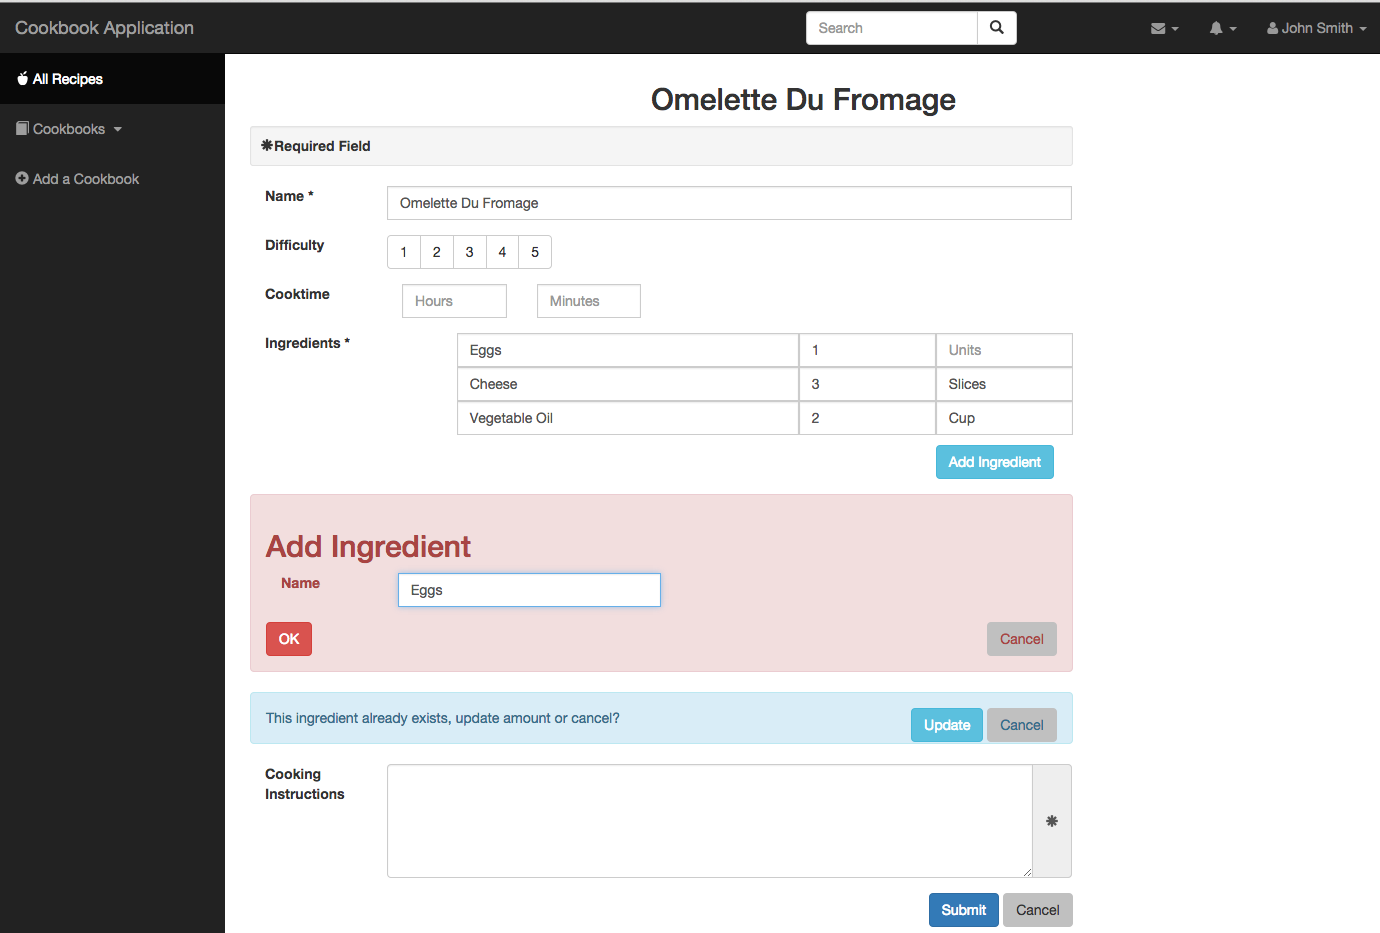 Cookbook Application
Search
John Smith
All Recipes
Cookbooks
Add a Cookbook
Omelette Du Fromage
✱Required Field
Name *
Omelette Du Fromage
Difficulty
1 2 3 4 5
Cooktime
Hours
Minutes
Ingredients *
Eggs 1 Units
Cheese 3 Slices
Vegetable Oil 2 Cup
Add Ingredient
Add Ingredient
Name
Eggs
OK
Cancel
This ingredient already exists, update amount or cancel?
Update
Cancel
Cooking
Instructions
✱
Submit
Cancel